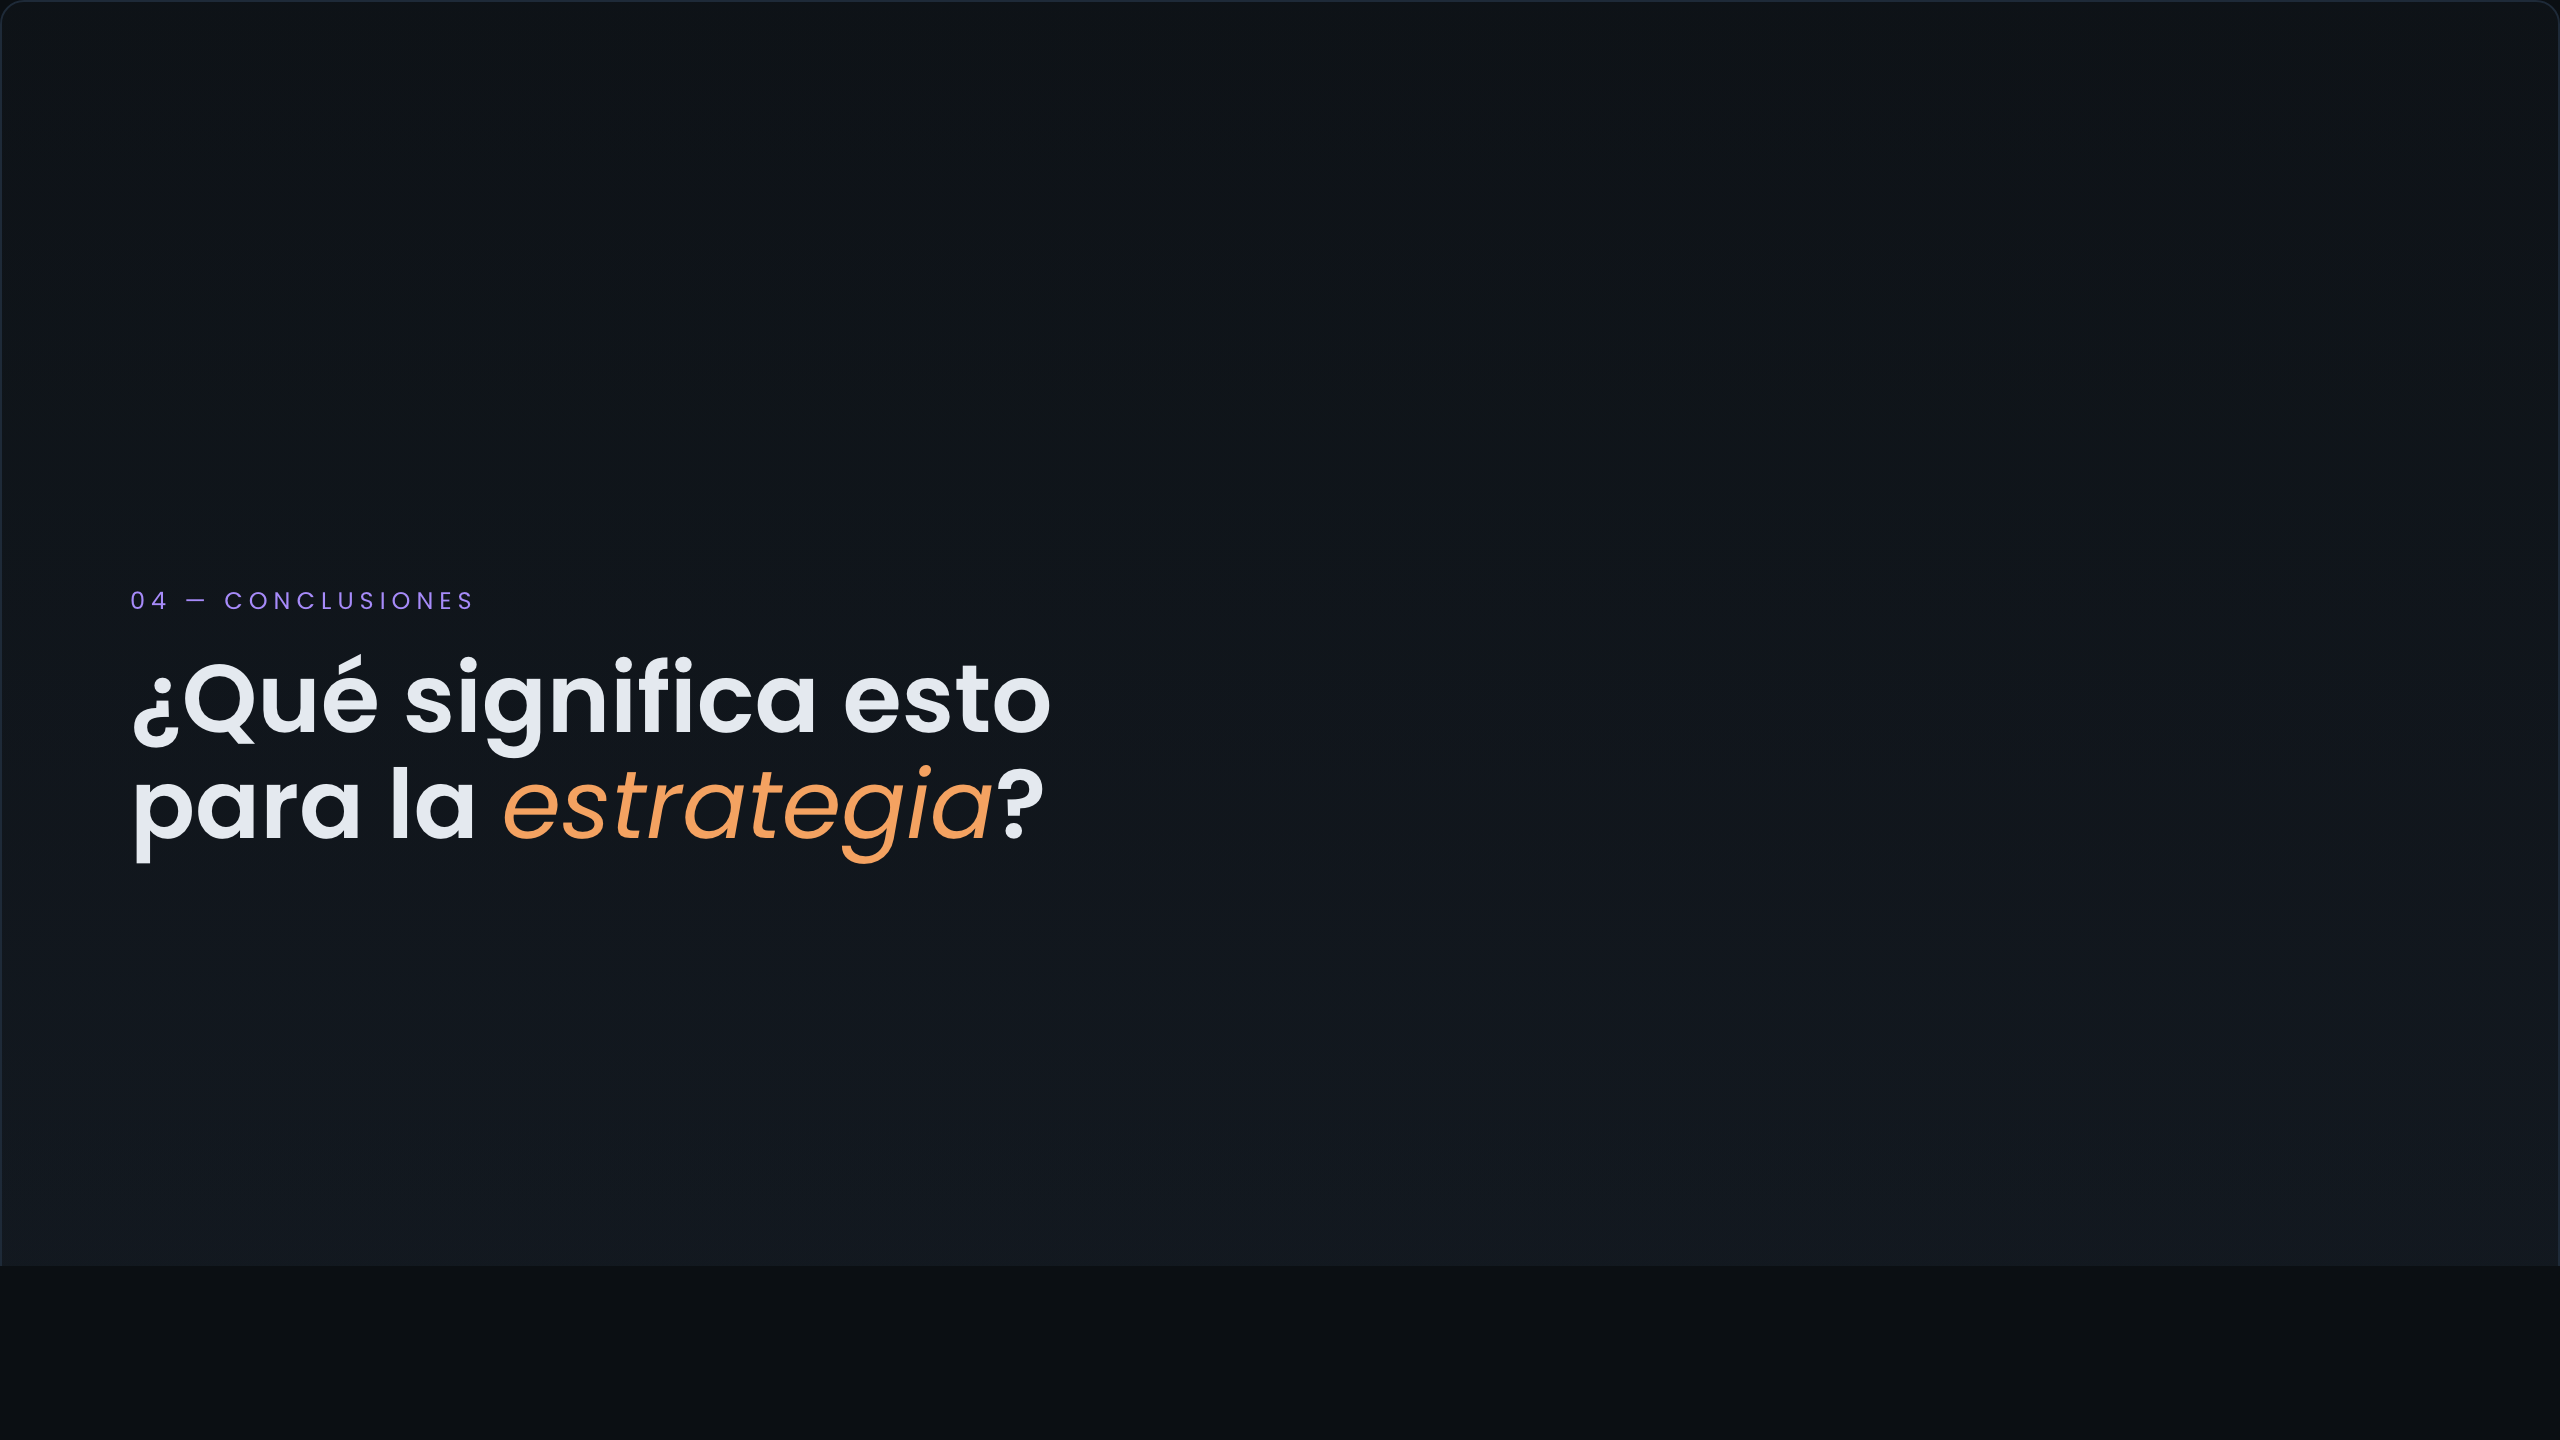 04 — CONCLUSIONES
¿Qué significa esto
para la estrategia?